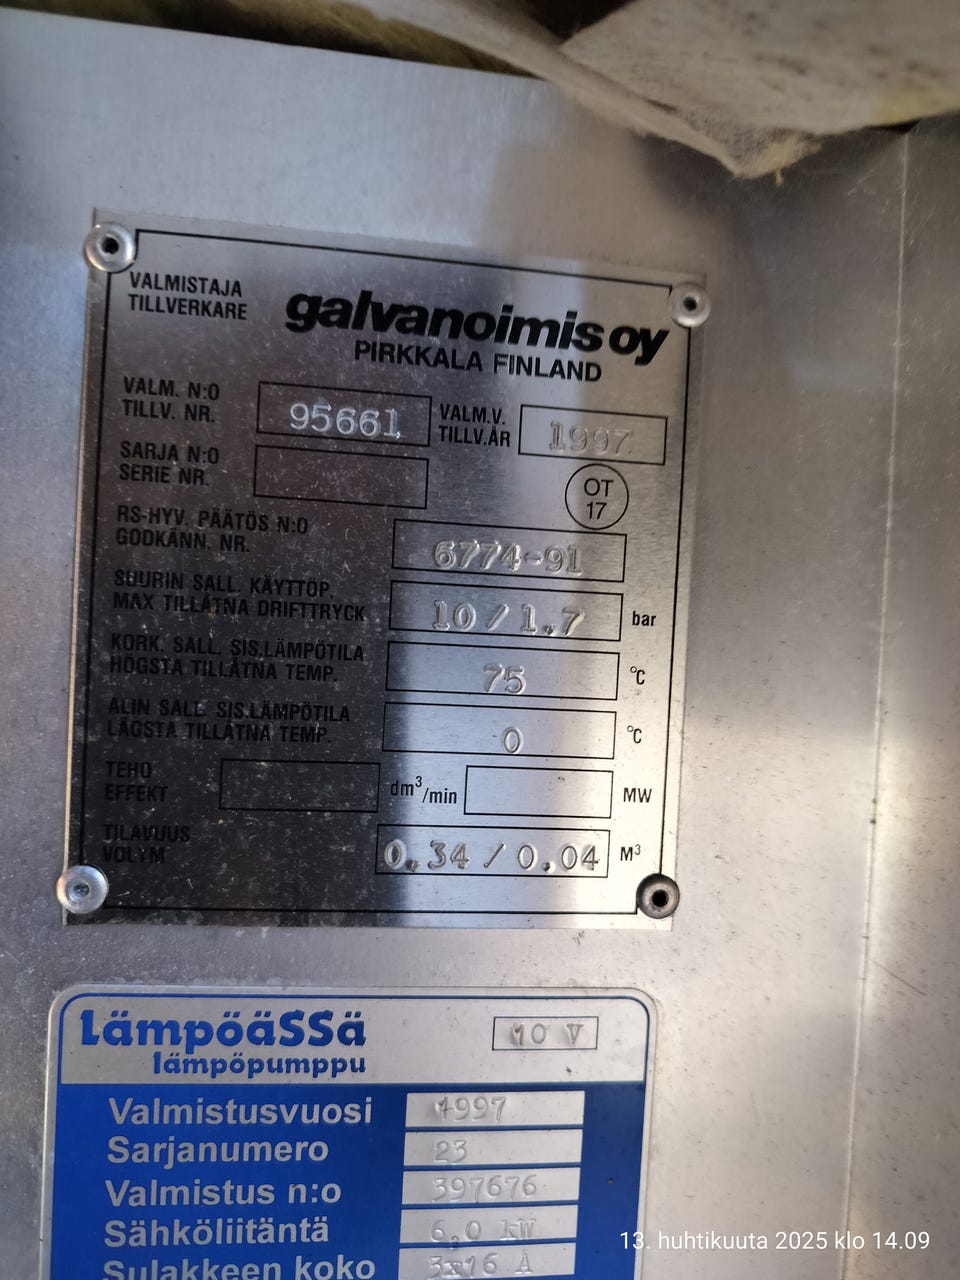 VALMISTAJA
TILLVERKARE
galvanoimis oy
PIRKKALA FINLAND
VALM. N:O
TILLV. NR.
95661
VALM.V.
TILLV.ÅR
1997
SARJA N:O
SERIE NR.
OT
17
RS-HYV. PÄÄTÖS N:O
GODKÄNN. NR.
6774-91
SUURIN SALL. KÄYTTÖP.
MAX TILLÅTNA DRIFTTRYCK
10/1.7
bar
KORK. SALL. SIS.LÄMPÖTILA
HÖGSTA TILLÅTNA TEMP.
75
°C
ALIN SALL. SIS.LÄMPÖTILA
LÄGSTA TILLÅTNA TEMP.
0
°C
TEHO
EFFEKT
dm³/min
MW
TILAVUUS
VOLYM
0.34/0.04
M³
lämpöässä
lämpöpumppu
10 V
Valmistusvuosi 1997
Sarjanumero 23
Valmistus n:o 397676
Sähköliitäntä 6,0 kW
Sulakkeen koko 3x16 A
13. huhtikuuta 2025 klo 14.09